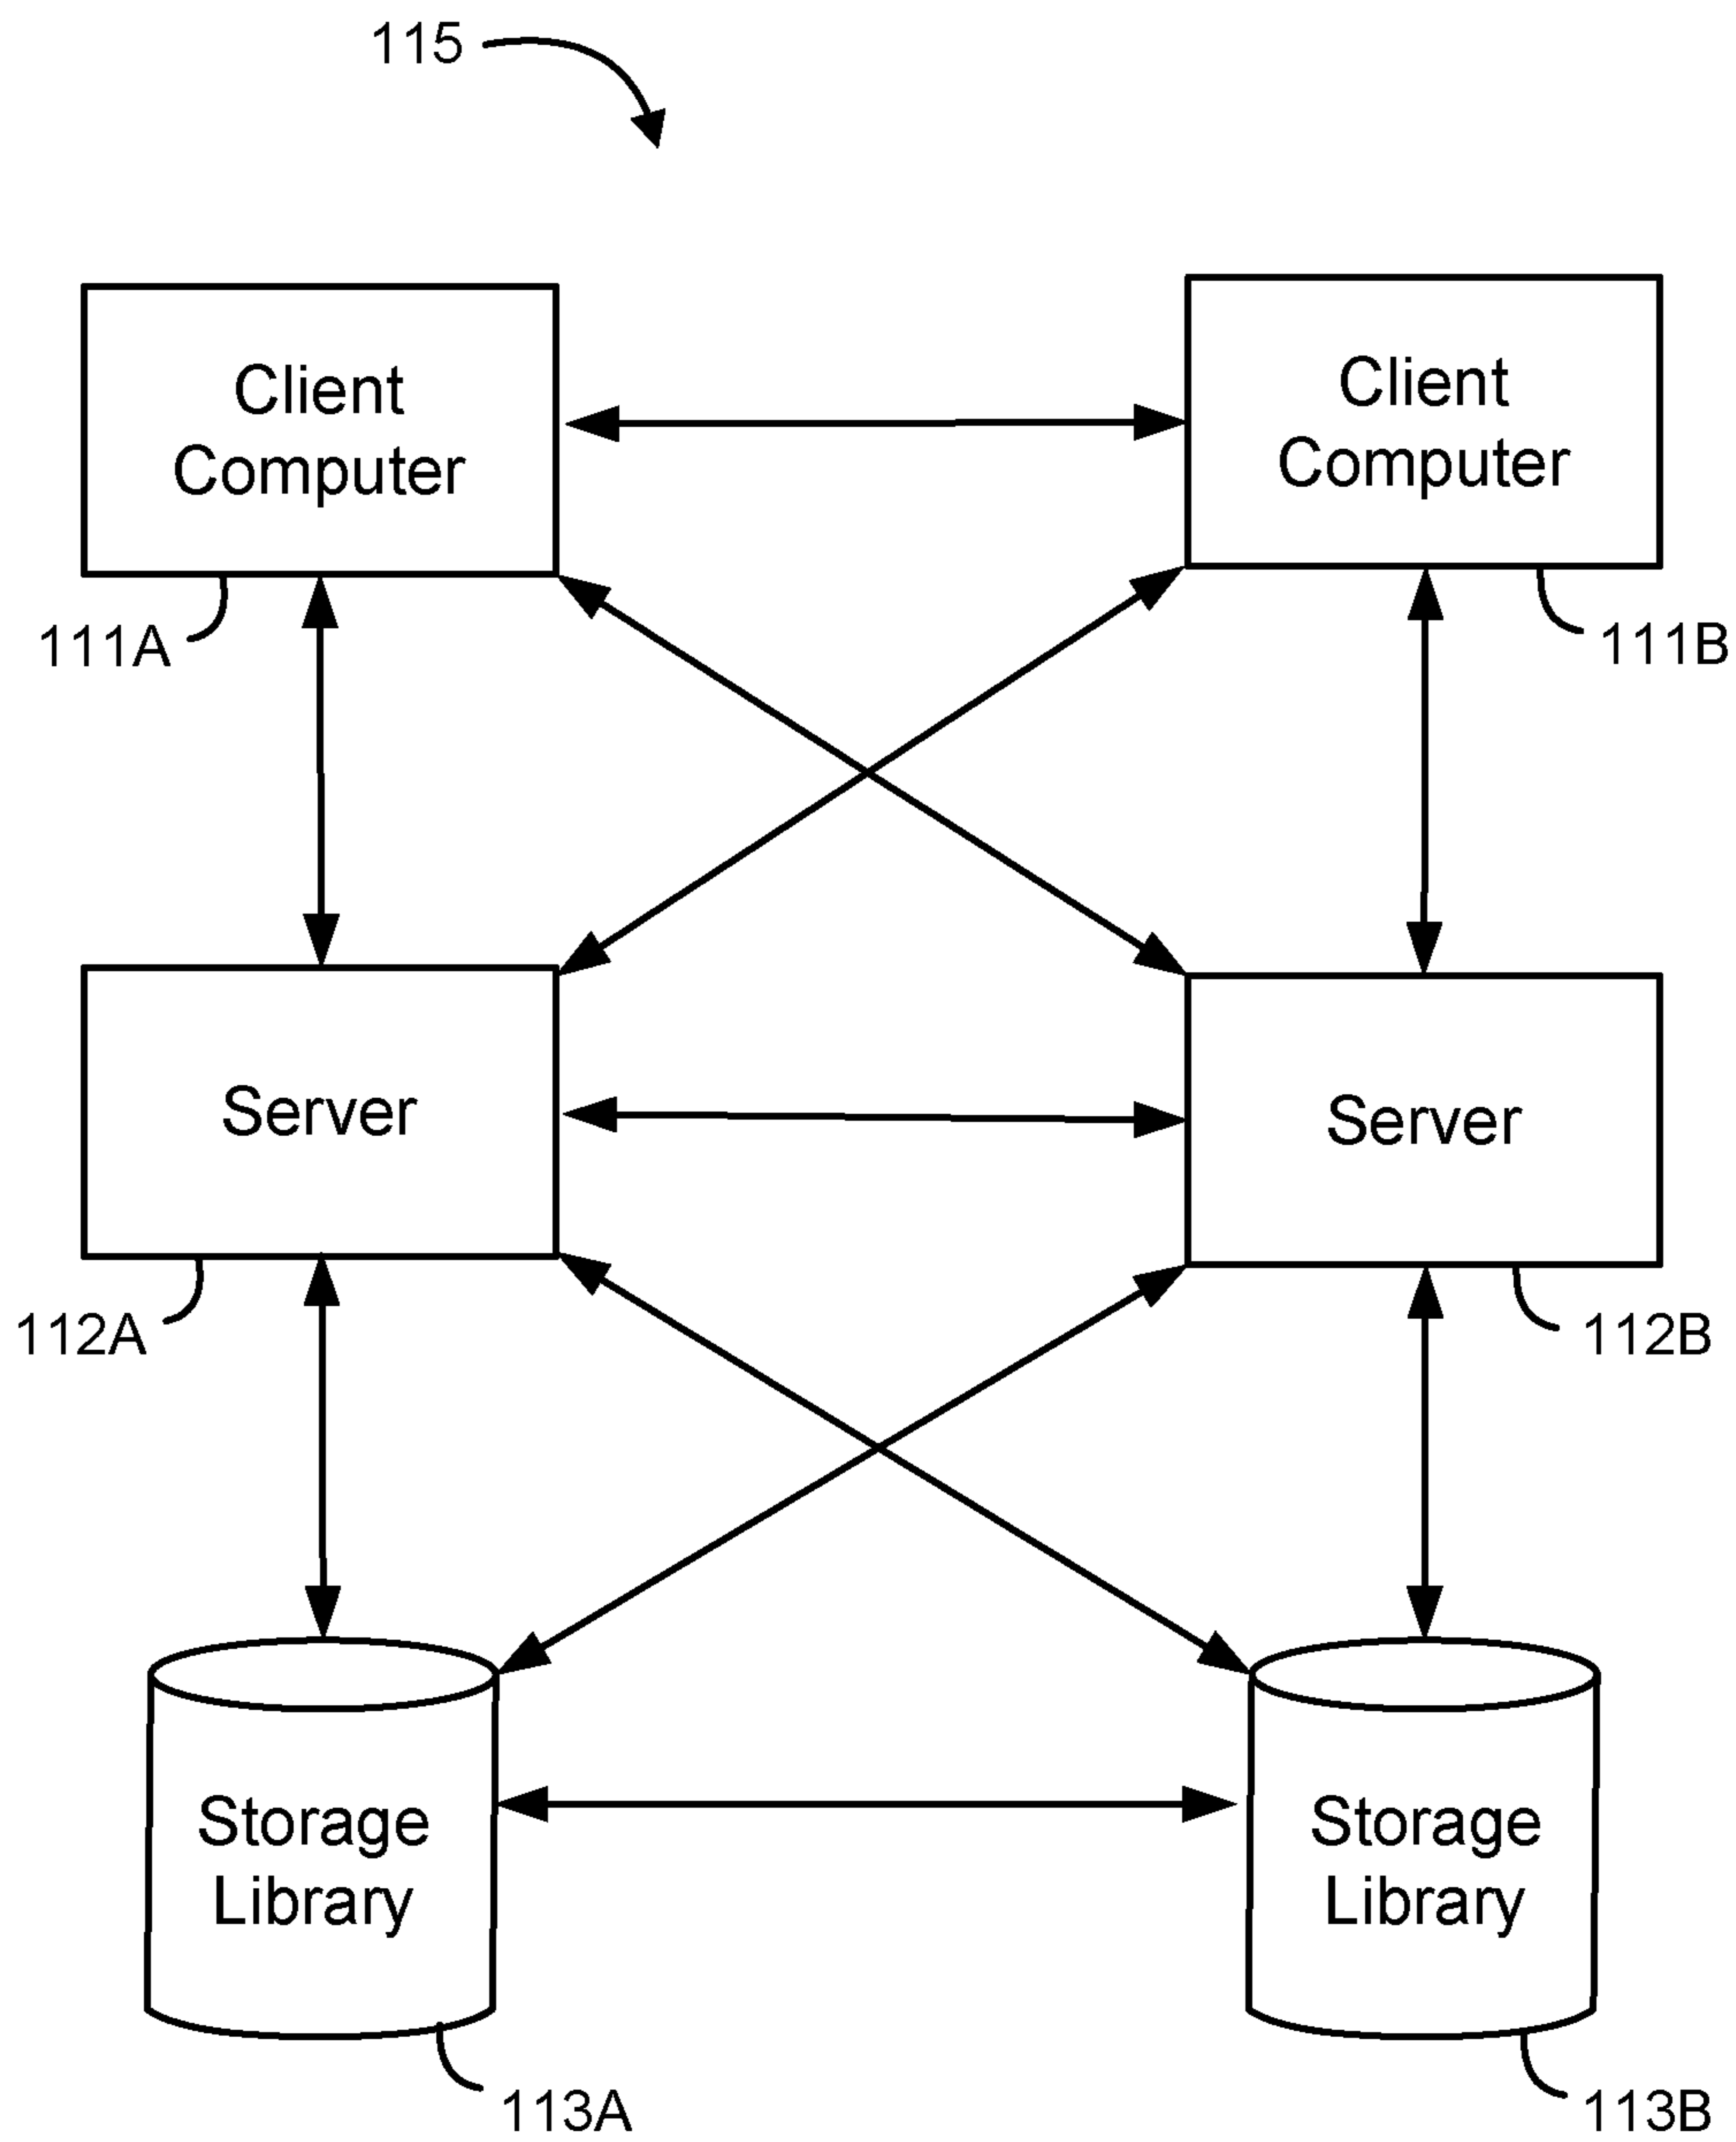 115
Client
Computer
Client
Computer
111A
111B
Server
Server
112A
112B
Storage
Library
Storage
Library
113A
113B